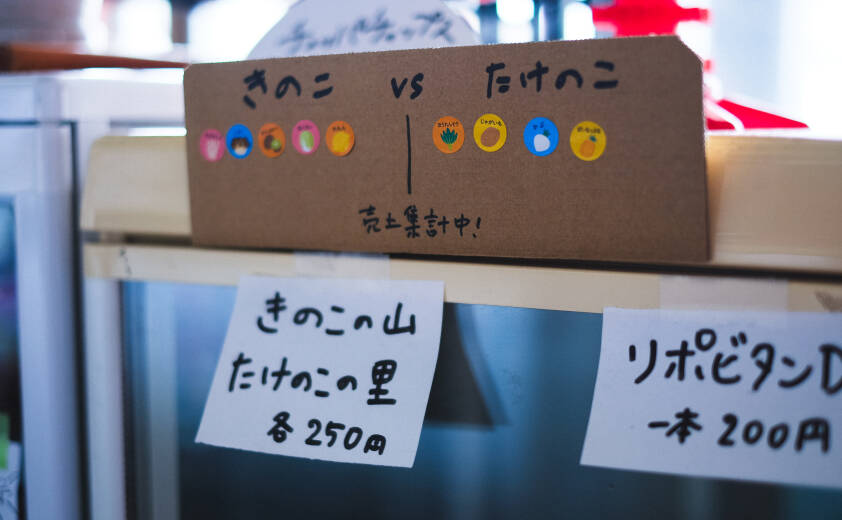 きのこ vs たけのこ
売上集計中!
きのこの山
たけのこの里
各250円
リポビタンD
一本200円